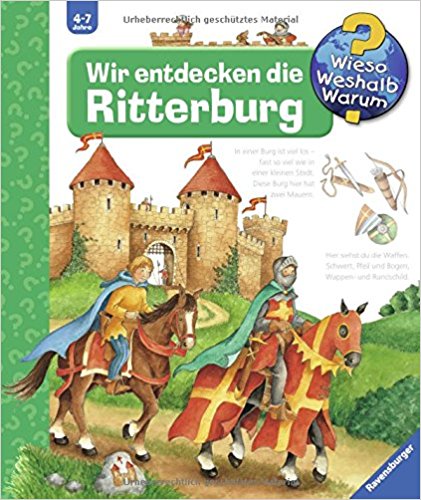 Urheberrechtlich geschütztes Material
4-7
Jahre
Wieso
Weshalb
Warum
?
Wir entdecken die
Ritterburg
In einer Burg ist viel los –
fast so viel wie in
einer kleinen Stadt.
Diese Burg hier hat
zwei Mauern.
Hier siehst du die Waffen:
Schwert, Pfeil und Bogen,
Wappen- und Rundschild.
Ravensburger
Urheberrechtlich geschütztes Material